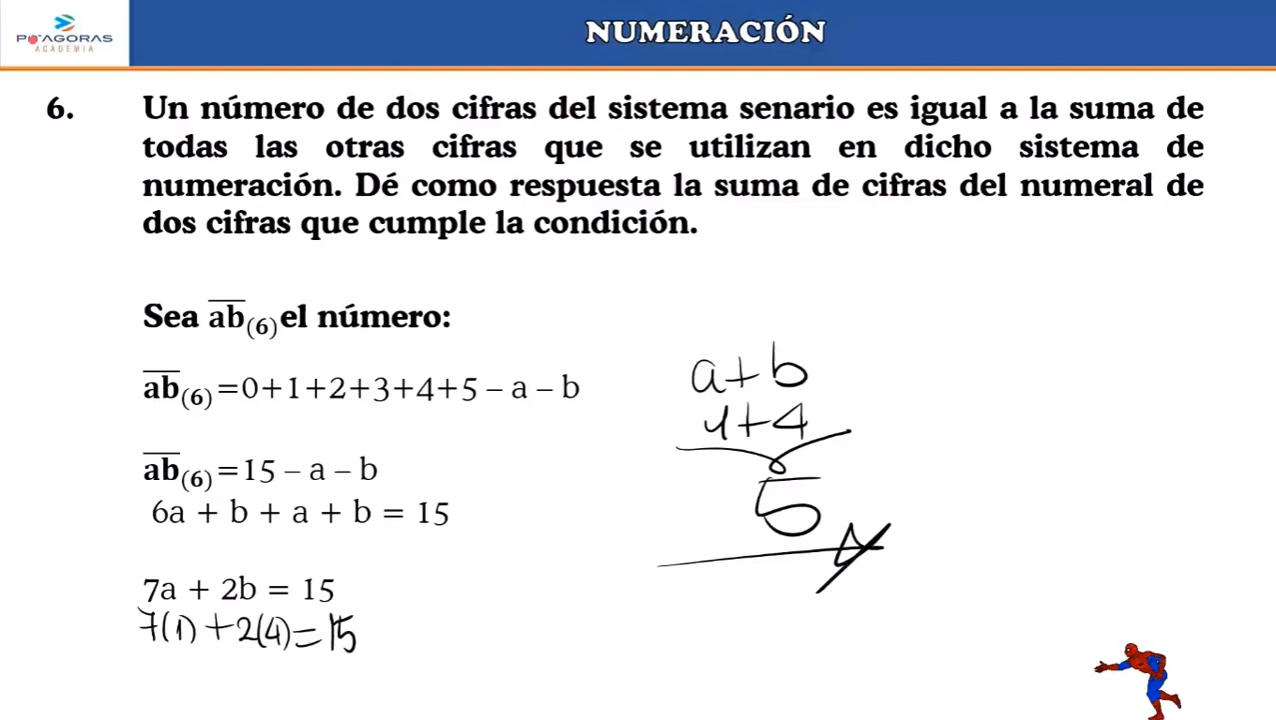 PITAGORAS
ACADEMIA
NUMERACIÓN
6. Un número de dos cifras del sistema senario es igual a la suma de
todas las otras cifras que se utilizan en dicho sistema de
numeración. Dé como respuesta la suma de cifras del numeral de
dos cifras que cumple la condición.
Sea a̅b̅₍₆₎ el número:
a̅b̅₍₆₎=0+1+2+3+4+5 – a – b
a̅b̅₍₆₎=15 – a – b
6a + b + a + b = 15
7a + 2b = 15
7(1) + 2(4) = 15
a+b
1+4
5